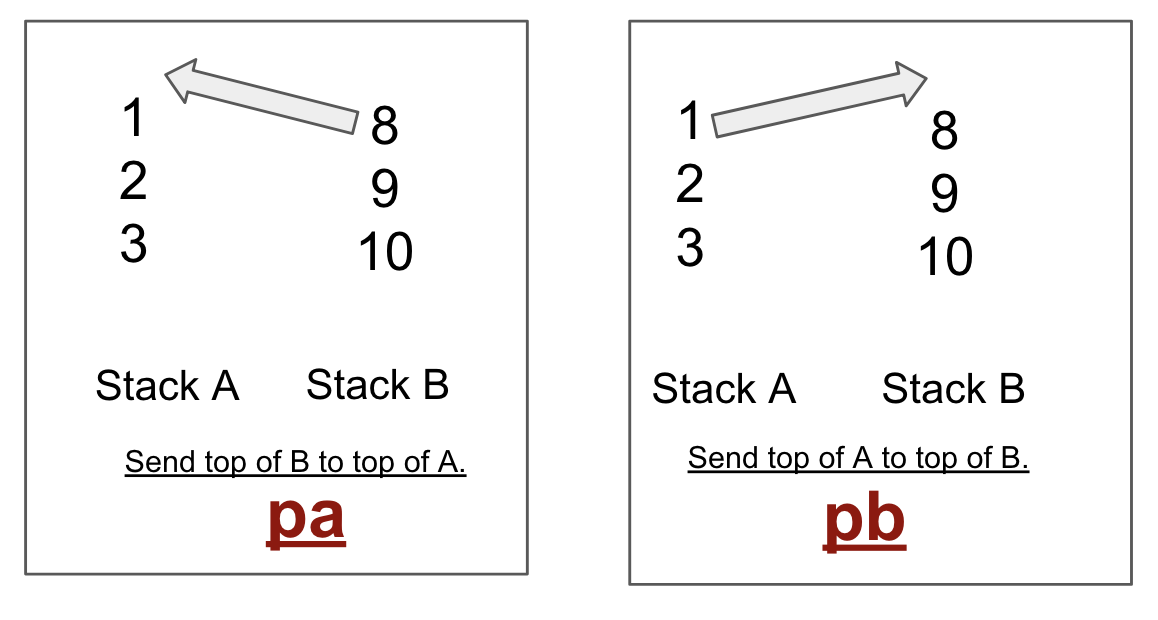 1 8
2 9
3 10
Stack A Stack B
Send top of B to top of A.
pa
1 8
2 9
3 10
Stack A Stack B
Send top of A to top of B.
pb